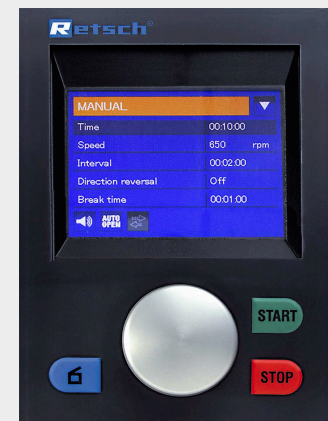 Retsch®
MANUAL
Time 00:10:00
Speed 650 rpm
Interval 00:02:00
Direction reversal Off
Break time 00:01:00
AUTO
OPEN
START
STOP